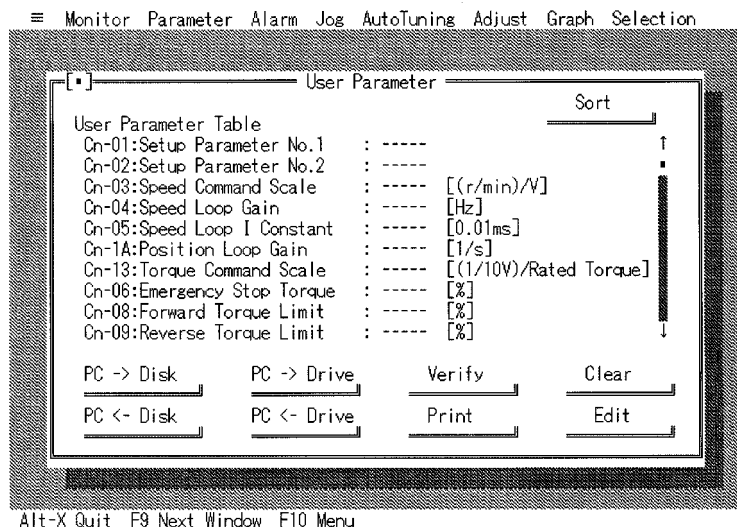 ≡ Monitor Parameter Alarm Jog AutoTuning Adjust Graph Selection
[▪] User Parameter
Sort
User Parameter Table
Cn-01:Setup Parameter No.1 : -----
Cn-02:Setup Parameter No.2 : -----
Cn-03:Speed Command Scale : ----- [(r/min)/V]
Cn-04:Speed Loop Gain : ----- [Hz]
Cn-05:Speed Loop I Constant : ----- [0.01ms]
Cn-1A:Position Loop Gain : ----- [1/s]
Cn-13:Torque Command Scale : ----- [(1/10V)/Rated Torque]
Cn-06:Emergency Stop Torque : ----- [%]
Cn-08:Forward Torque Limit : ----- [%]
Cn-09:Reverse Torque Limit : ----- [%]
PC -> Disk PC -> Drive Verify Clear
PC <- Disk PC <- Drive Print Edit
Alt-X Quit F9 Next Window F10 Menu